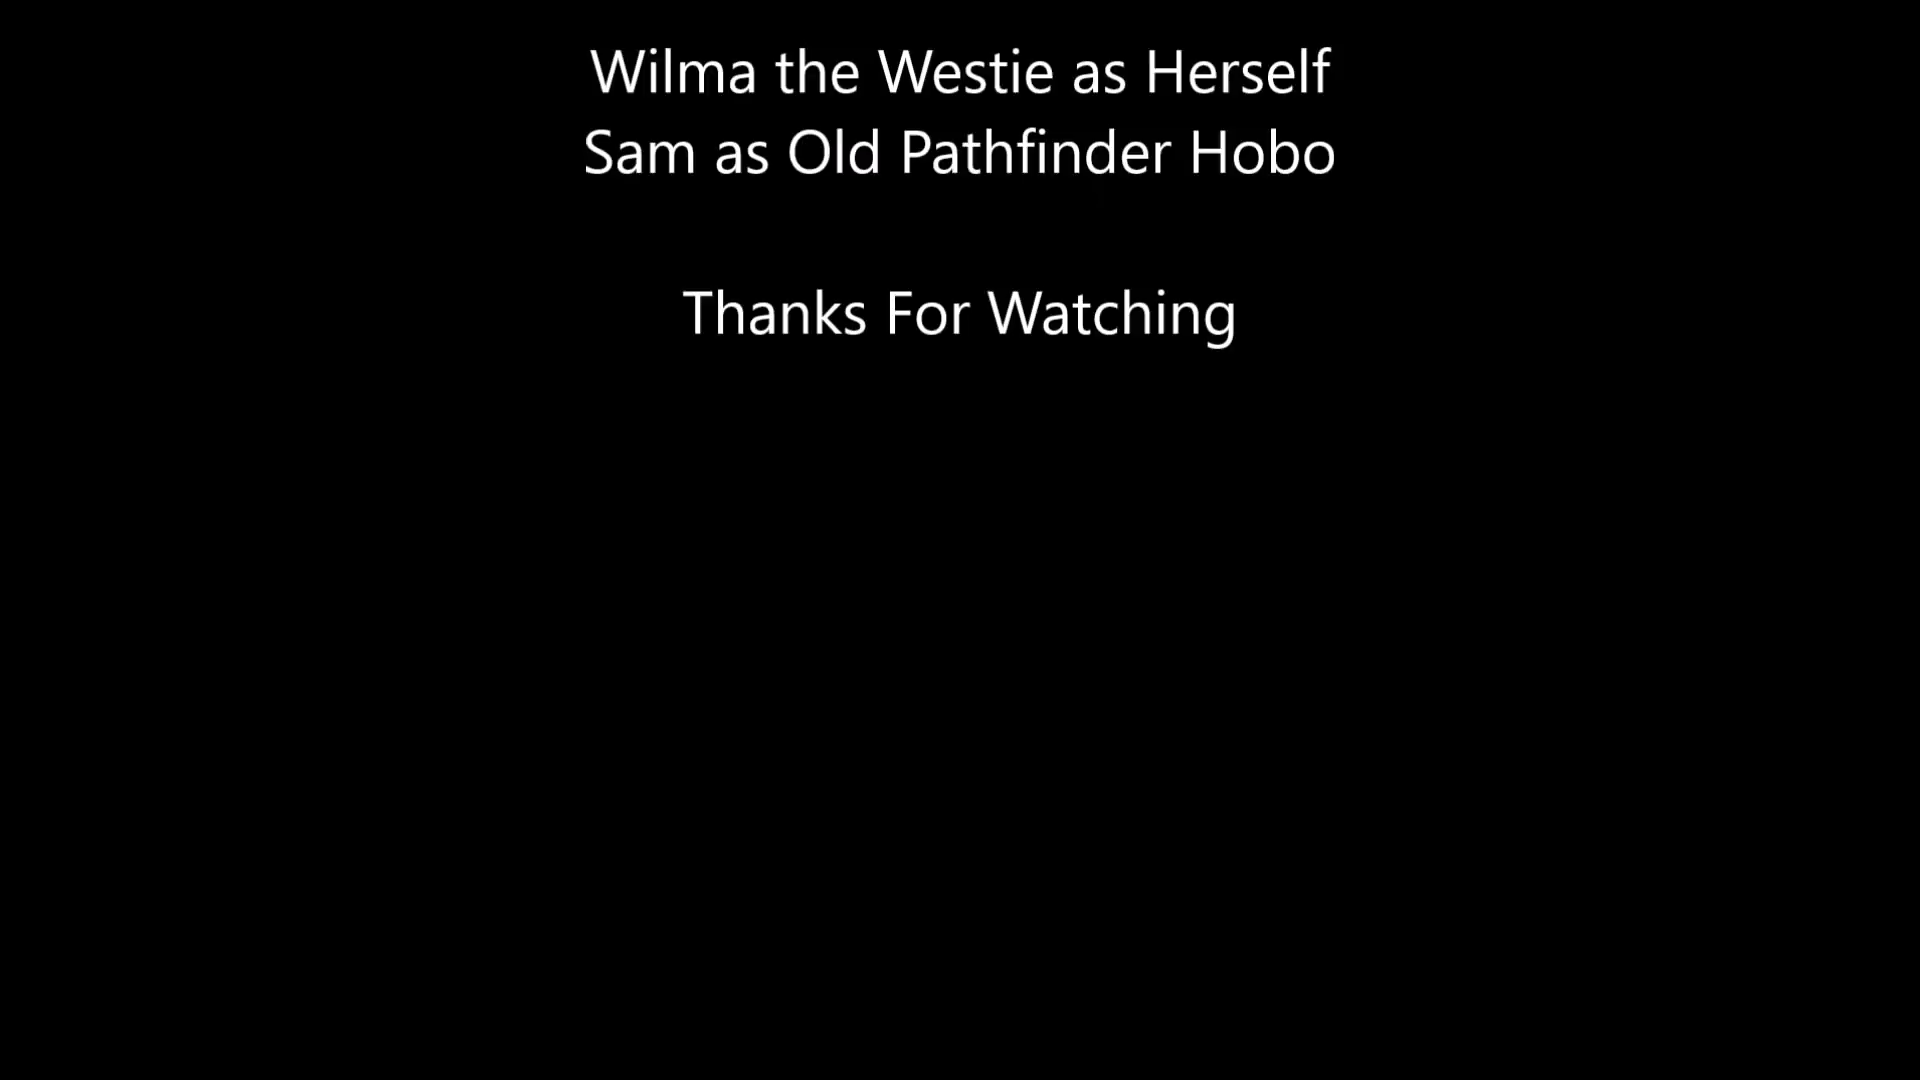 Wilma the Westie as Herself
Sam as Old Pathfinder Hobo
Thanks For Watching